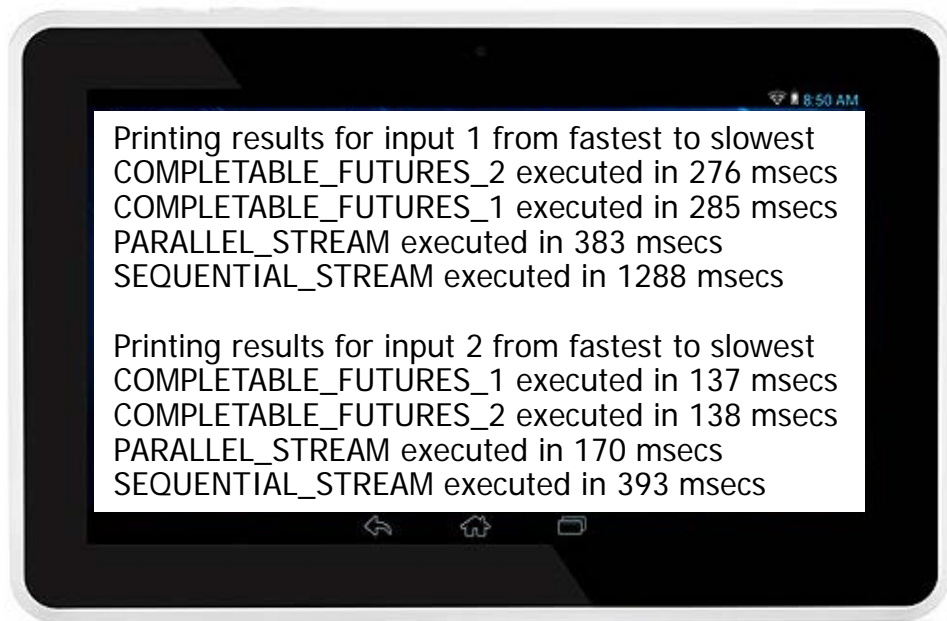 8:50 AM
Printing results for input 1 from fastest to slowest
COMPLETABLE_FUTURES_2 executed in 276 msecs
COMPLETABLE_FUTURES_1 executed in 285 msecs
PARALLEL_STREAM executed in 383 msecs
SEQUENTIAL_STREAM executed in 1288 msecs
Printing results for input 2 from fastest to slowest
COMPLETABLE_FUTURES_1 executed in 137 msecs
COMPLETABLE_FUTURES_2 executed in 138 msecs
PARALLEL_STREAM executed in 170 msecs
SEQUENTIAL_STREAM executed in 393 msecs